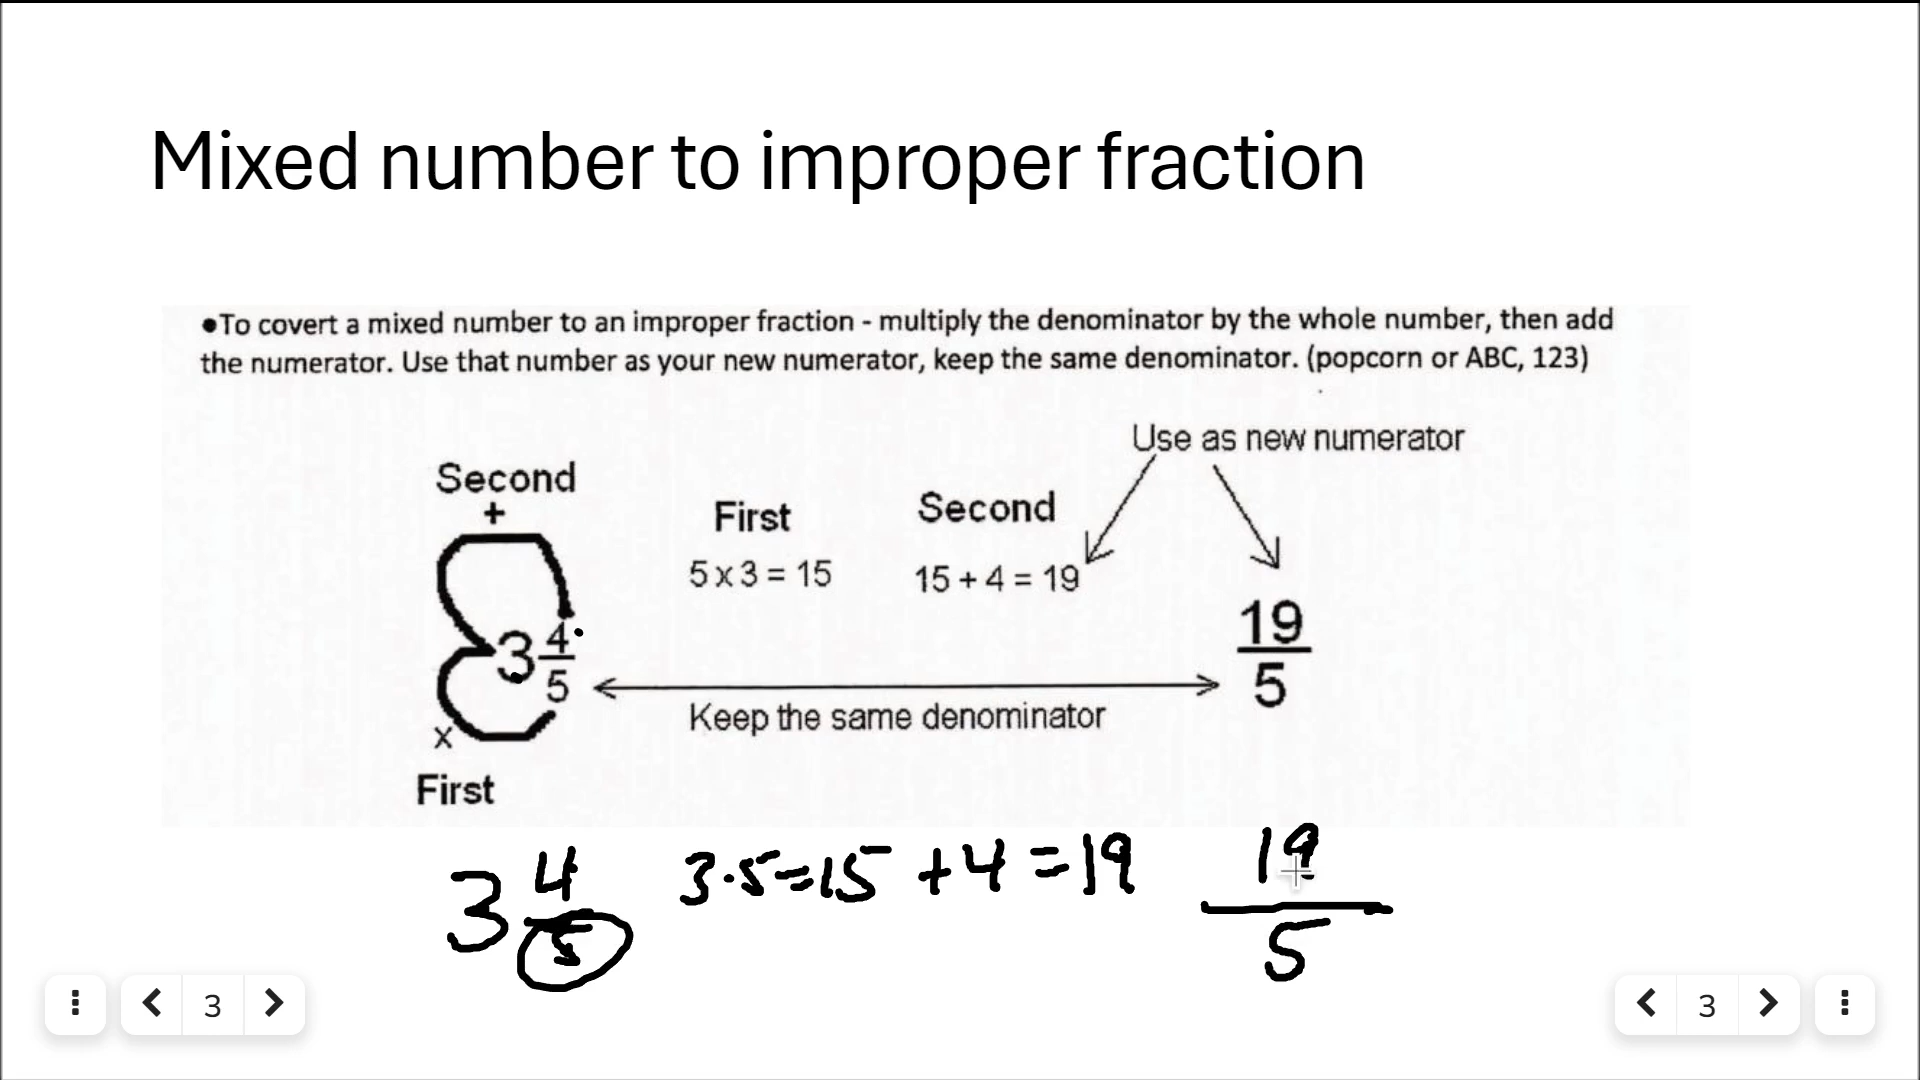 Mixed number to improper fraction
●To covert a mixed number to an improper fraction - multiply the denominator by the whole number, then add
the numerator. Use that number as your new numerator, keep the same denominator. (popcorn or ABC, 123)
Use as new numerator
Second
+
First
5 x 3 = 15
Second
15 + 4 = 19
3 4/5
19/5
Keep the same denominator
x
First
3 4/5
3·5=15 +4 =19
19/5
3
3